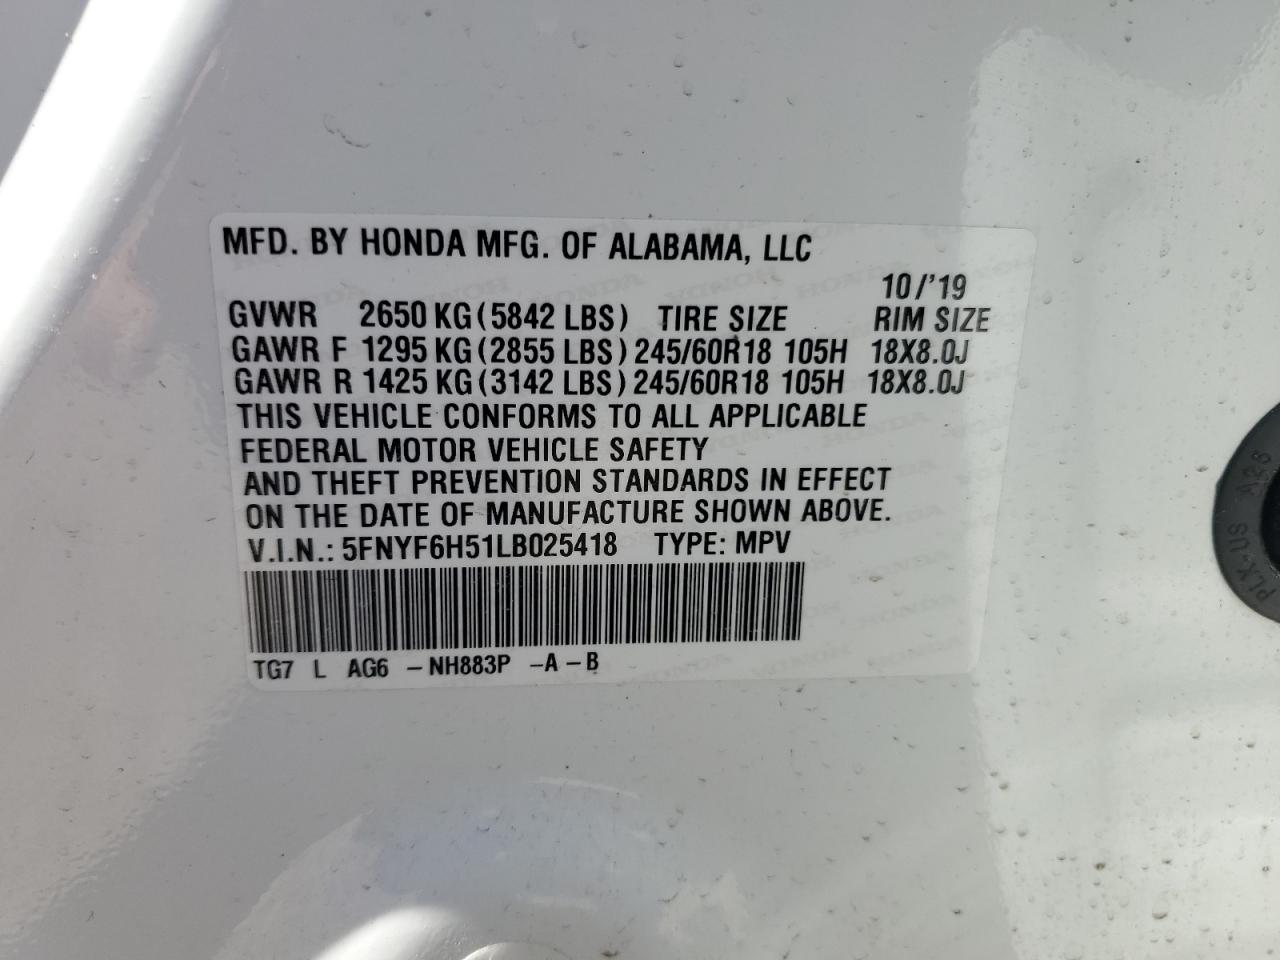 MFD. BY HONDA MFG. OF ALABAMA, LLC
10/'19
GVWR 2650 KG (5842 LBS) TIRE SIZE RIM SIZE
GAWR F 1295 KG (2855 LBS) 245/60R18 105H 18X8.0J
GAWR R 1425 KG (3142 LBS) 245/60R18 105H 18X8.0J
THIS VEHICLE CONFORMS TO ALL APPLICABLE
FEDERAL MOTOR VEHICLE SAFETY
AND THEFT PREVENTION STANDARDS IN EFFECT
ON THE DATE OF MANUFACTURE SHOWN ABOVE.
V.I.N.: 5FNYF6H51LB025418 TYPE: MPV
TG7 L AG6 -NH883P -A-B
PLX-US A26